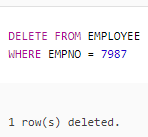 DELETE FROM EMPLOYEE
WHERE EMPNO = 7987
1 row(s) deleted.